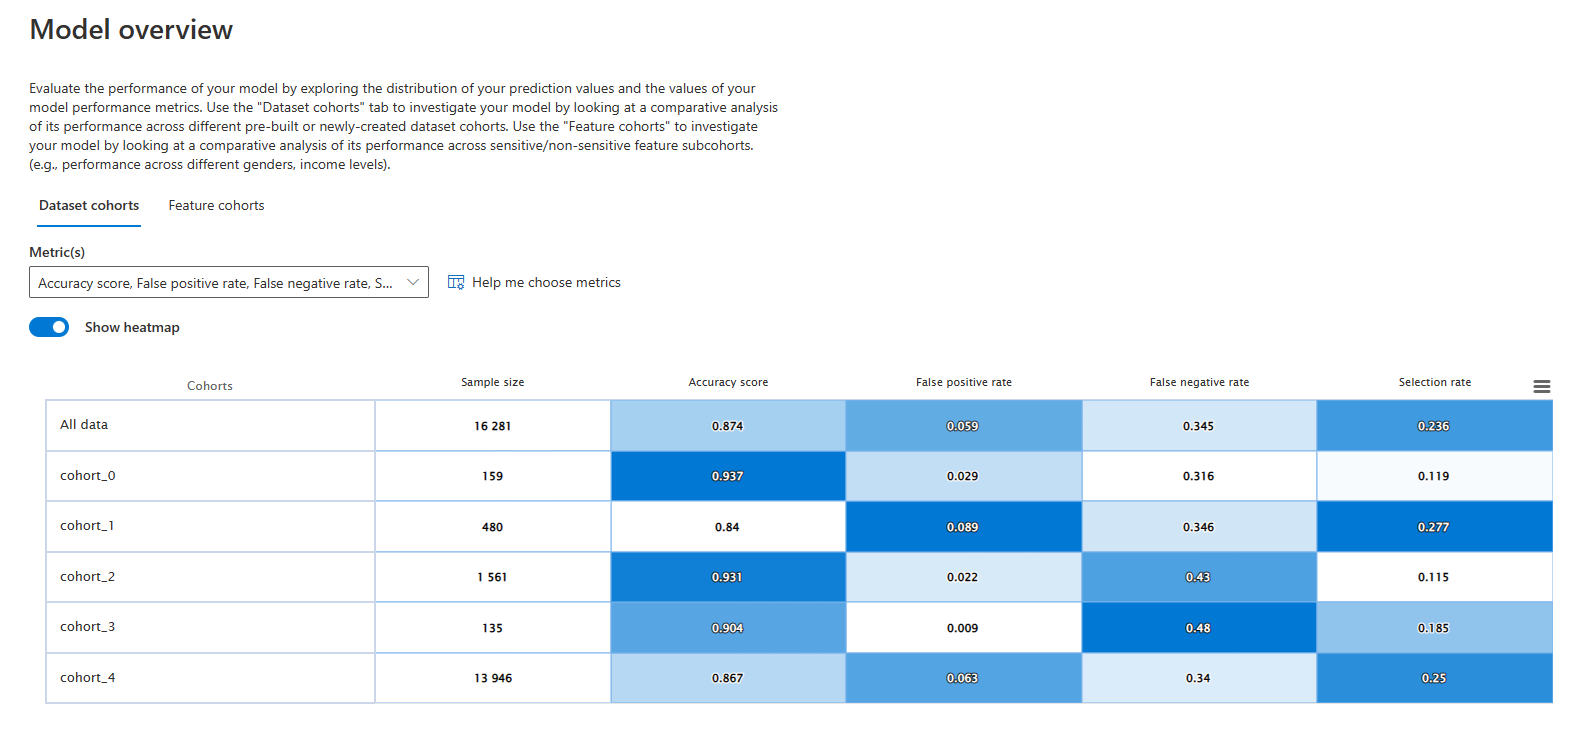 Model overview
Evaluate the performance of your model by exploring the distribution of your prediction values and the values of your
model performance metrics. Use the "Dataset cohorts" tab to investigate your model by looking at a comparative analysis
of its performance across different pre-built or newly-created dataset cohorts. Use the "Feature cohorts" to investigate
your model by looking at a comparative analysis of its performance across sensitive/non-sensitive feature subcohorts.
(e.g., performance across different genders, income levels).
Dataset cohorts Feature cohorts
Metric(s)
Accuracy score, False positive rate, False negative rate, S... Help me choose metrics
Show heatmap
Cohorts Sample size Accuracy score False positive rate False negative rate Selection rate
All data 16 281 0.874 0.059 0.345 0.236
cohort_0 159 0.937 0.029 0.316 0.119
cohort_1 480 0.84 0.089 0.346 0.277
cohort_2 1 561 0.931 0.022 0.43 0.115
cohort_3 135 0.904 0.009 0.48 0.185
cohort_4 13 946 0.867 0.063 0.34 0.25